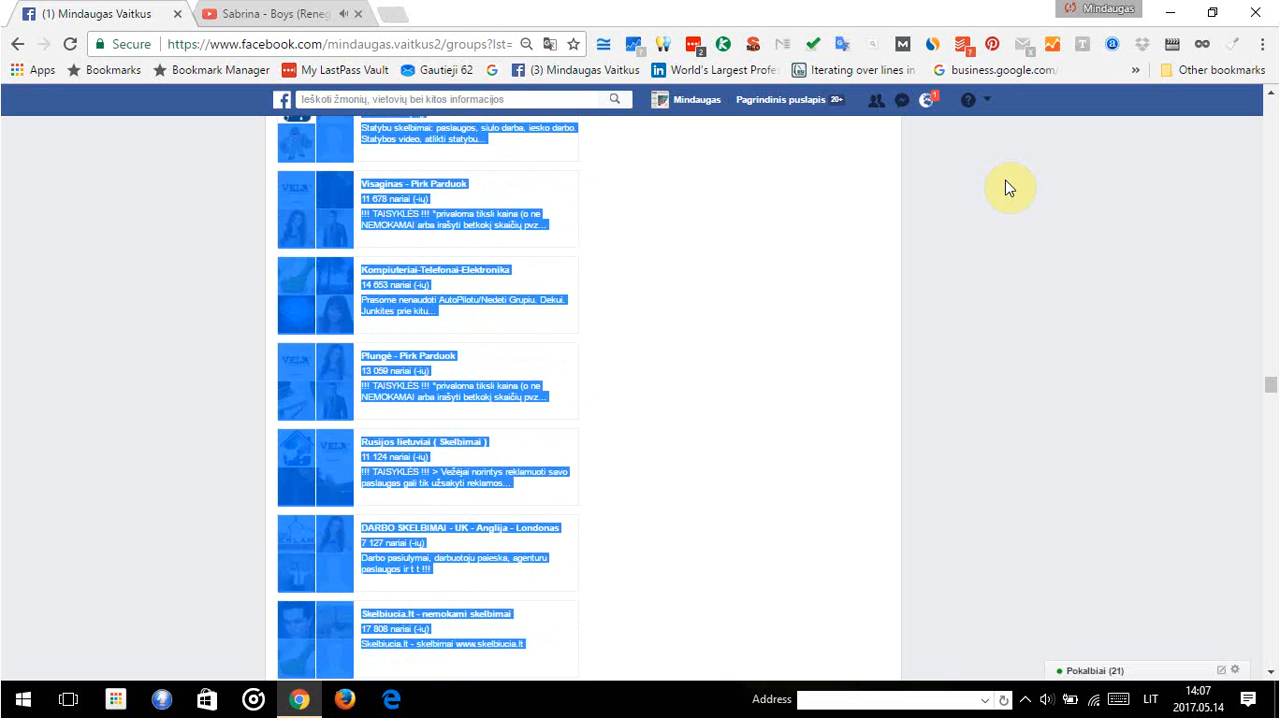 (1) Mindaugas Vaitkus
Sabrina - Boys (Reneg
Mindaugas
Secure
https://www.facebook.com/mindaugas.vaitkus2/groups?lst=
Apps
Bookmarks
Bookmark Manager
My LastPass Vault
Gautieji 62
(3) Mindaugas Vaitkus
World's Largest Profe
Iterating over lines in
business.google.com/
»
Other bookmarks
Ieškoti žmonių, vietovių bei kitos informacijos
Mindaugas
Pagrindinis puslapis 20+
1
Statybu skelbimai: paslaugos, siulo darba, iesko darbo.
Statybos video, atlikti statybu...
Visaginas - Pirk Parduok
11 678 nariai (-ių)
!!! TAISYKLĖS !!! *privaloma tiksli kaina (o ne
NEMOKAMAI arba įrašyti betkokį skaičių pvz...
Kompiuteriai-Telefonai-Elektronika
14 653 nariai (-ių)
Prasome nenaudoti AutoPilotu/Nedeti Grupiu. Dekui.
Junkites prie kitu...
Plungė - Pirk Parduok
13 059 nariai (-ių)
!!! TAISYKLĖS !!! *privaloma tiksli kaina (o ne
NEMOKAMAI arba įrašyti betkokį skaičių pvz...
Rusijos lietuviai ( Skelbimai )
11 124 nariai (-ių)
!!! TAISYKLĖS !!! > Vežėjai norintys reklamuoti savo
paslaugas gali tik užsakyti reklamos...
DARBO SKELBIMAI - UK - Anglija - Londonas
7 127 nariai (-ių)
Darbo pasiulymai, darbuotoju paieska, agenturu
paslaugos ir t t !!!
Skelbiucia.lt - nemokami skelbimai
17 808 nariai (-ių)
Skelbiucia.lt - skelbimai www.skelbiucia.lt
Pokalbiai (21)
Address
LIT
14:07
2017.05.14